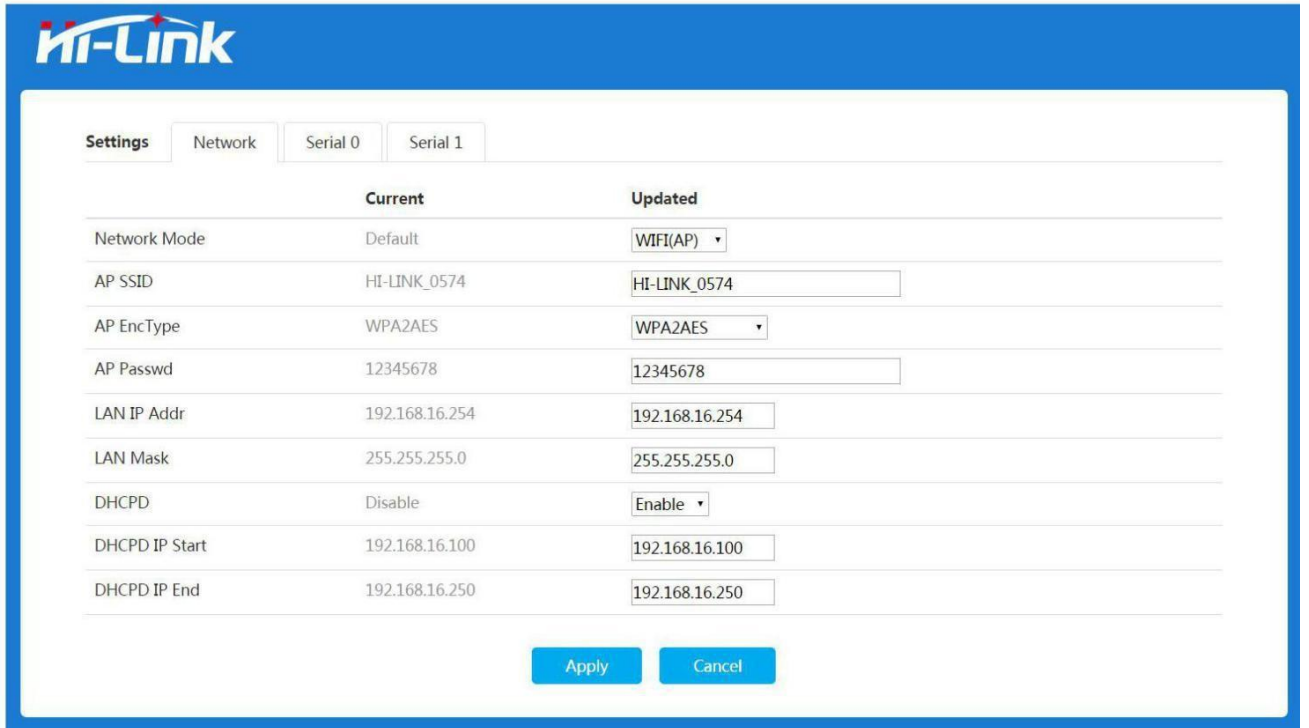 Hi-Link
Settings Network Serial 0 Serial 1
Current Updated
Network Mode Default WIFI(AP)
AP SSID HI-LINK_0574 HI-LINK_0574
AP EncType WPA2AES WPA2AES
AP Passwd 12345678 12345678
LAN IP Addr 192.168.16.254 192.168.16.254
LAN Mask 255.255.255.0 255.255.255.0
DHCPD Disable Enable
DHCPD IP Start 192.168.16.100 192.168.16.100
DHCPD IP End 192.168.16.250 192.168.16.250
Apply Cancel